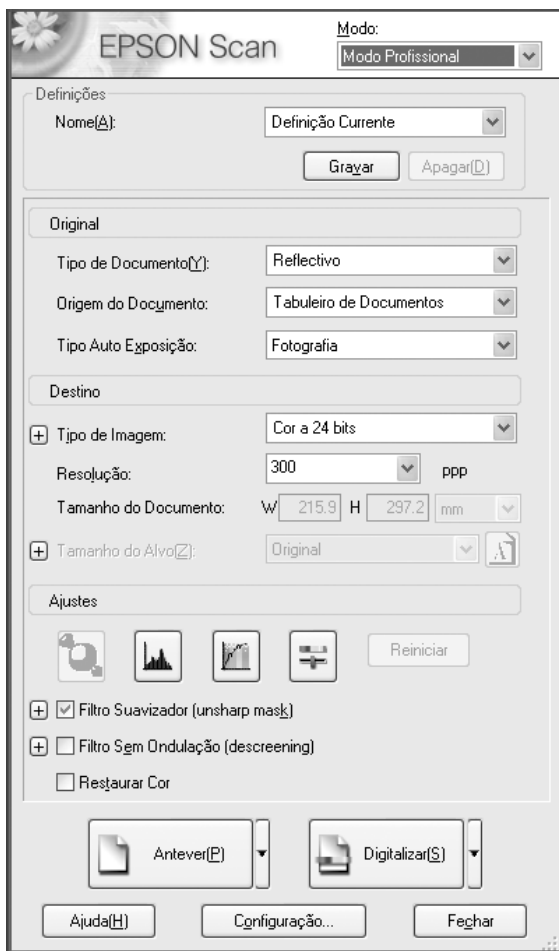 EPSON Scan
Modo:
Modo Profissional
Definições
Nome(A): Definição Currente
Gravar Apagar(D)
Original
Tipo de Documento(Y): Reflectivo
Origem do Documento: Tabuleiro de Documentos
Tipo Auto Exposição: Fotografia
Destino
Tipo de Imagem: Cor a 24 bits
Resolução: 300 ppp
Tamanho do Documento: W 215.9 H 297.2 mm
Tamanho do Alvo(Z): Original
Ajustes
Reiniciar
Filtro Suavizador (unsharp mask)
Filtro Sem Ondulação (descreening)
Restaurar Cor
Antever(P) Digitalizar(S)
Ajuda(H) Configuração... Fechar